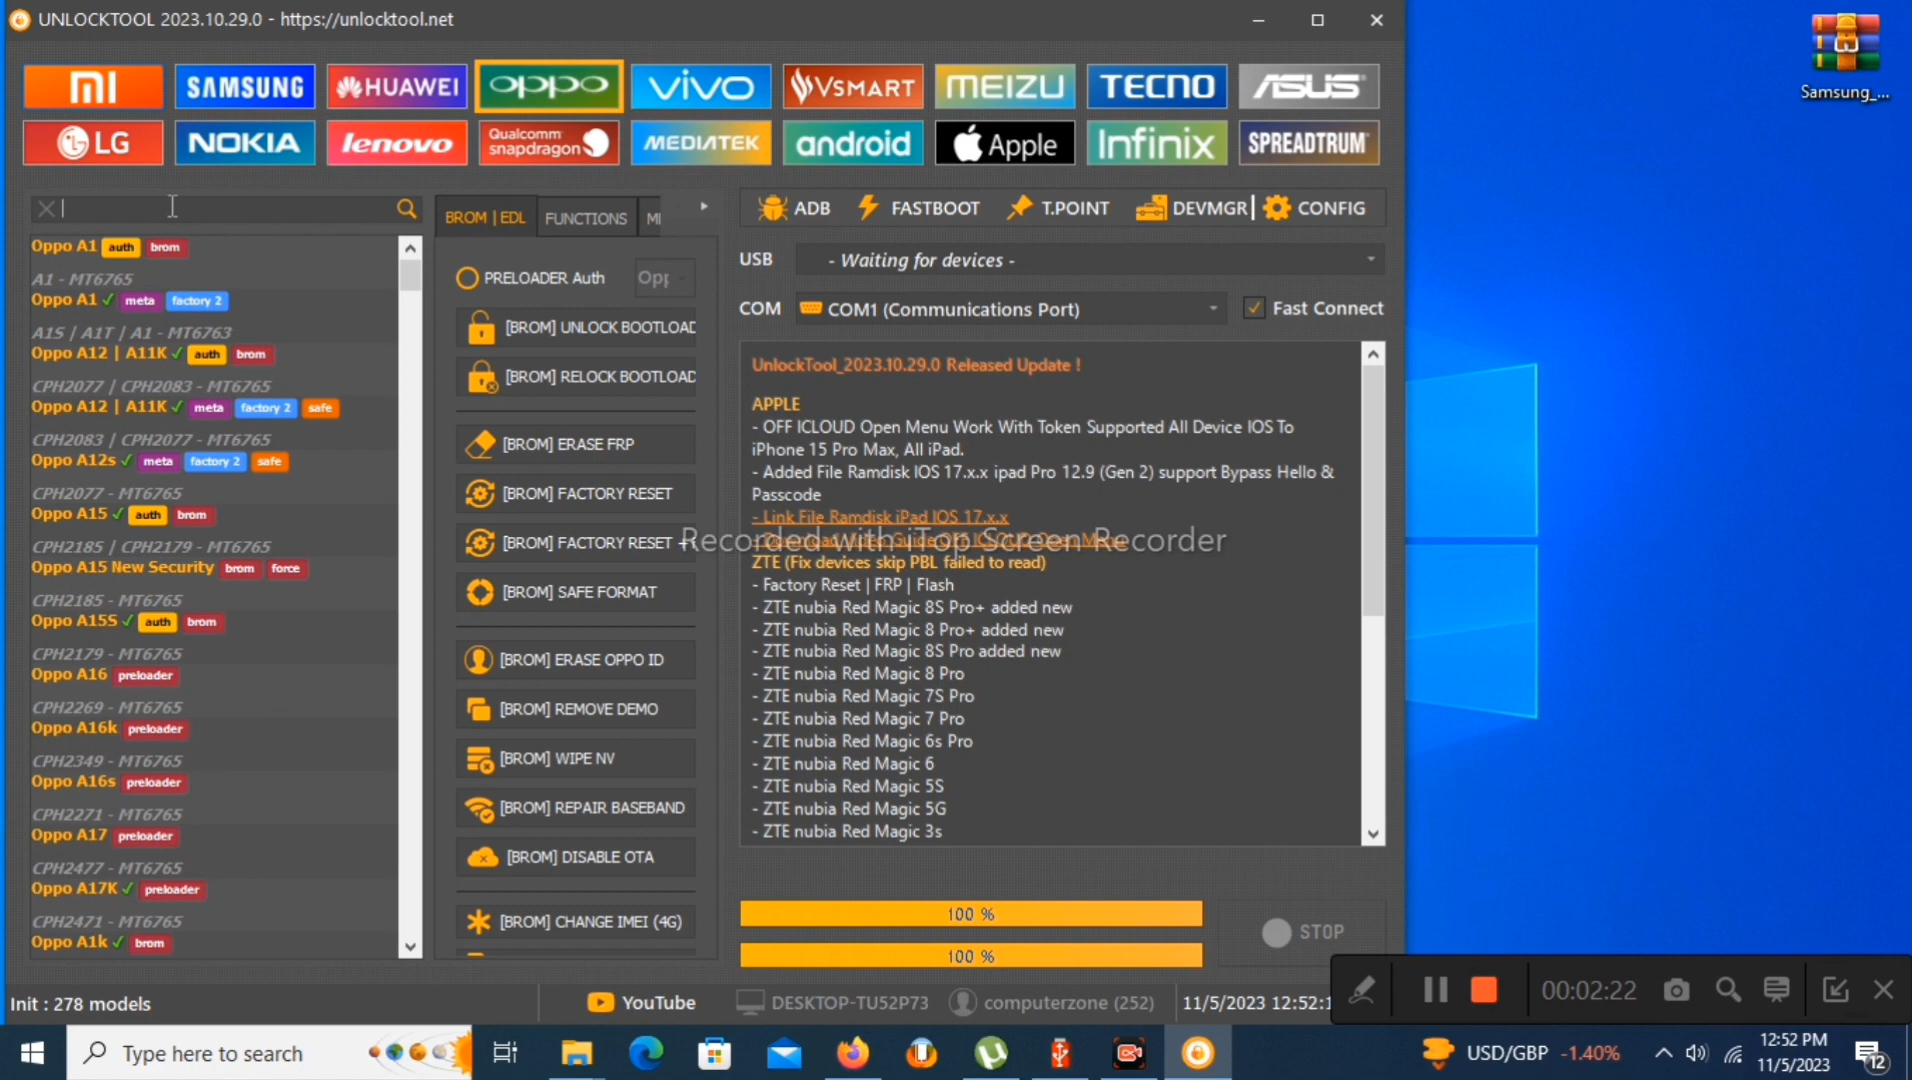 UNLOCKTOOL 2023.10.29.0 - https://unlocktool.net
mi SAMSUNG HUAWEI oppo vivo VSMART MEIZU TECNO ASUS
LG NOKIA lenovo Qualcomm snapdragon MEDIATEK android Apple Infinix SPREADTRUM
Oppo A1 auth brom
A1 - MT6765
Oppo A1 ✓ meta factory 2
A1S | A1T | A1 - MT6763
Oppo A12 | A11K ✓ auth brom
CPH2077 | CPH2083 - MT6765
Oppo A12 | A11K ✓ meta factory 2 safe
CPH2083 | CPH2077 - MT6765
Oppo A12s ✓ meta factory 2 safe
CPH2077 - MT6765
Oppo A15 ✓ auth brom
CPH2185 | CPH2179 - MT6765
Oppo A15 New Security brom force
CPH2185 - MT6765
Oppo A15S ✓ auth brom
CPH2179 - MT6765
Oppo A16 preloader
CPH2269 - MT6765
Oppo A16k preloader
CPH2349 - MT6765
Oppo A16s preloader
CPH2271 - MT6765
Oppo A17 preloader
CPH2477 - MT6765
Oppo A17K ✓ preloader
CPH2471 - MT6765
Oppo A1k ✓ brom
BROM | EDL FUNCTIONS
PRELOADER Auth Opp
[BROM] UNLOCK BOOTLOAD
[BROM] RELOCK BOOTLOAD
[BROM] ERASE FRP
[BROM] FACTORY RESET
[BROM] FACTORY RESET +
[BROM] SAFE FORMAT
[BROM] ERASE OPPO ID
[BROM] REMOVE DEMO
[BROM] WIPE NV
[BROM] REPAIR BASEBAND
[BROM] DISABLE OTA
[BROM] CHANGE IMEI (4G)
ADB FASTBOOT T.POINT DEVMGR CONFIG
USB - Waiting for devices -
COM COM1 (Communications Port) Fast Connect
UnlockTool_2023.10.29.0 Released Update !
APPLE
- OFF ICLOUD Open Menu Work With Token Supported All Device IOS To
iPhone 15 Pro Max, All iPad.
- Added File Ramdisk IOS 17.x.x ipad Pro 12.9 (Gen 2) support Bypass Hello &
Passcode
- Link File Ramdisk iPad IOS 17.x.x
- Download Video Guide OFF ICLOUD Open Menu
Recorded with iTop Screen Recorder
ZTE (Fix devices skip PBL failed to read)
- Factory Reset | FRP | Flash
- ZTE nubia Red Magic 8S Pro+ added new
- ZTE nubia Red Magic 8 Pro+ added new
- ZTE nubia Red Magic 8S Pro added new
- ZTE nubia Red Magic 8 Pro
- ZTE nubia Red Magic 7S Pro
- ZTE nubia Red Magic 7 Pro
- ZTE nubia Red Magic 6s Pro
- ZTE nubia Red Magic 6
- ZTE nubia Red Magic 5S
- ZTE nubia Red Magic 5G
- ZTE nubia Red Magic 3s
100 %
100 %
STOP
Init : 278 models YouTube DESKTOP-TU52P73 computerzone (252) 11/5/2023 12:52:1
00:02:22
Samsung_...
Type here to search
USD/GBP -1.40%
12:52 PM
11/5/2023
12